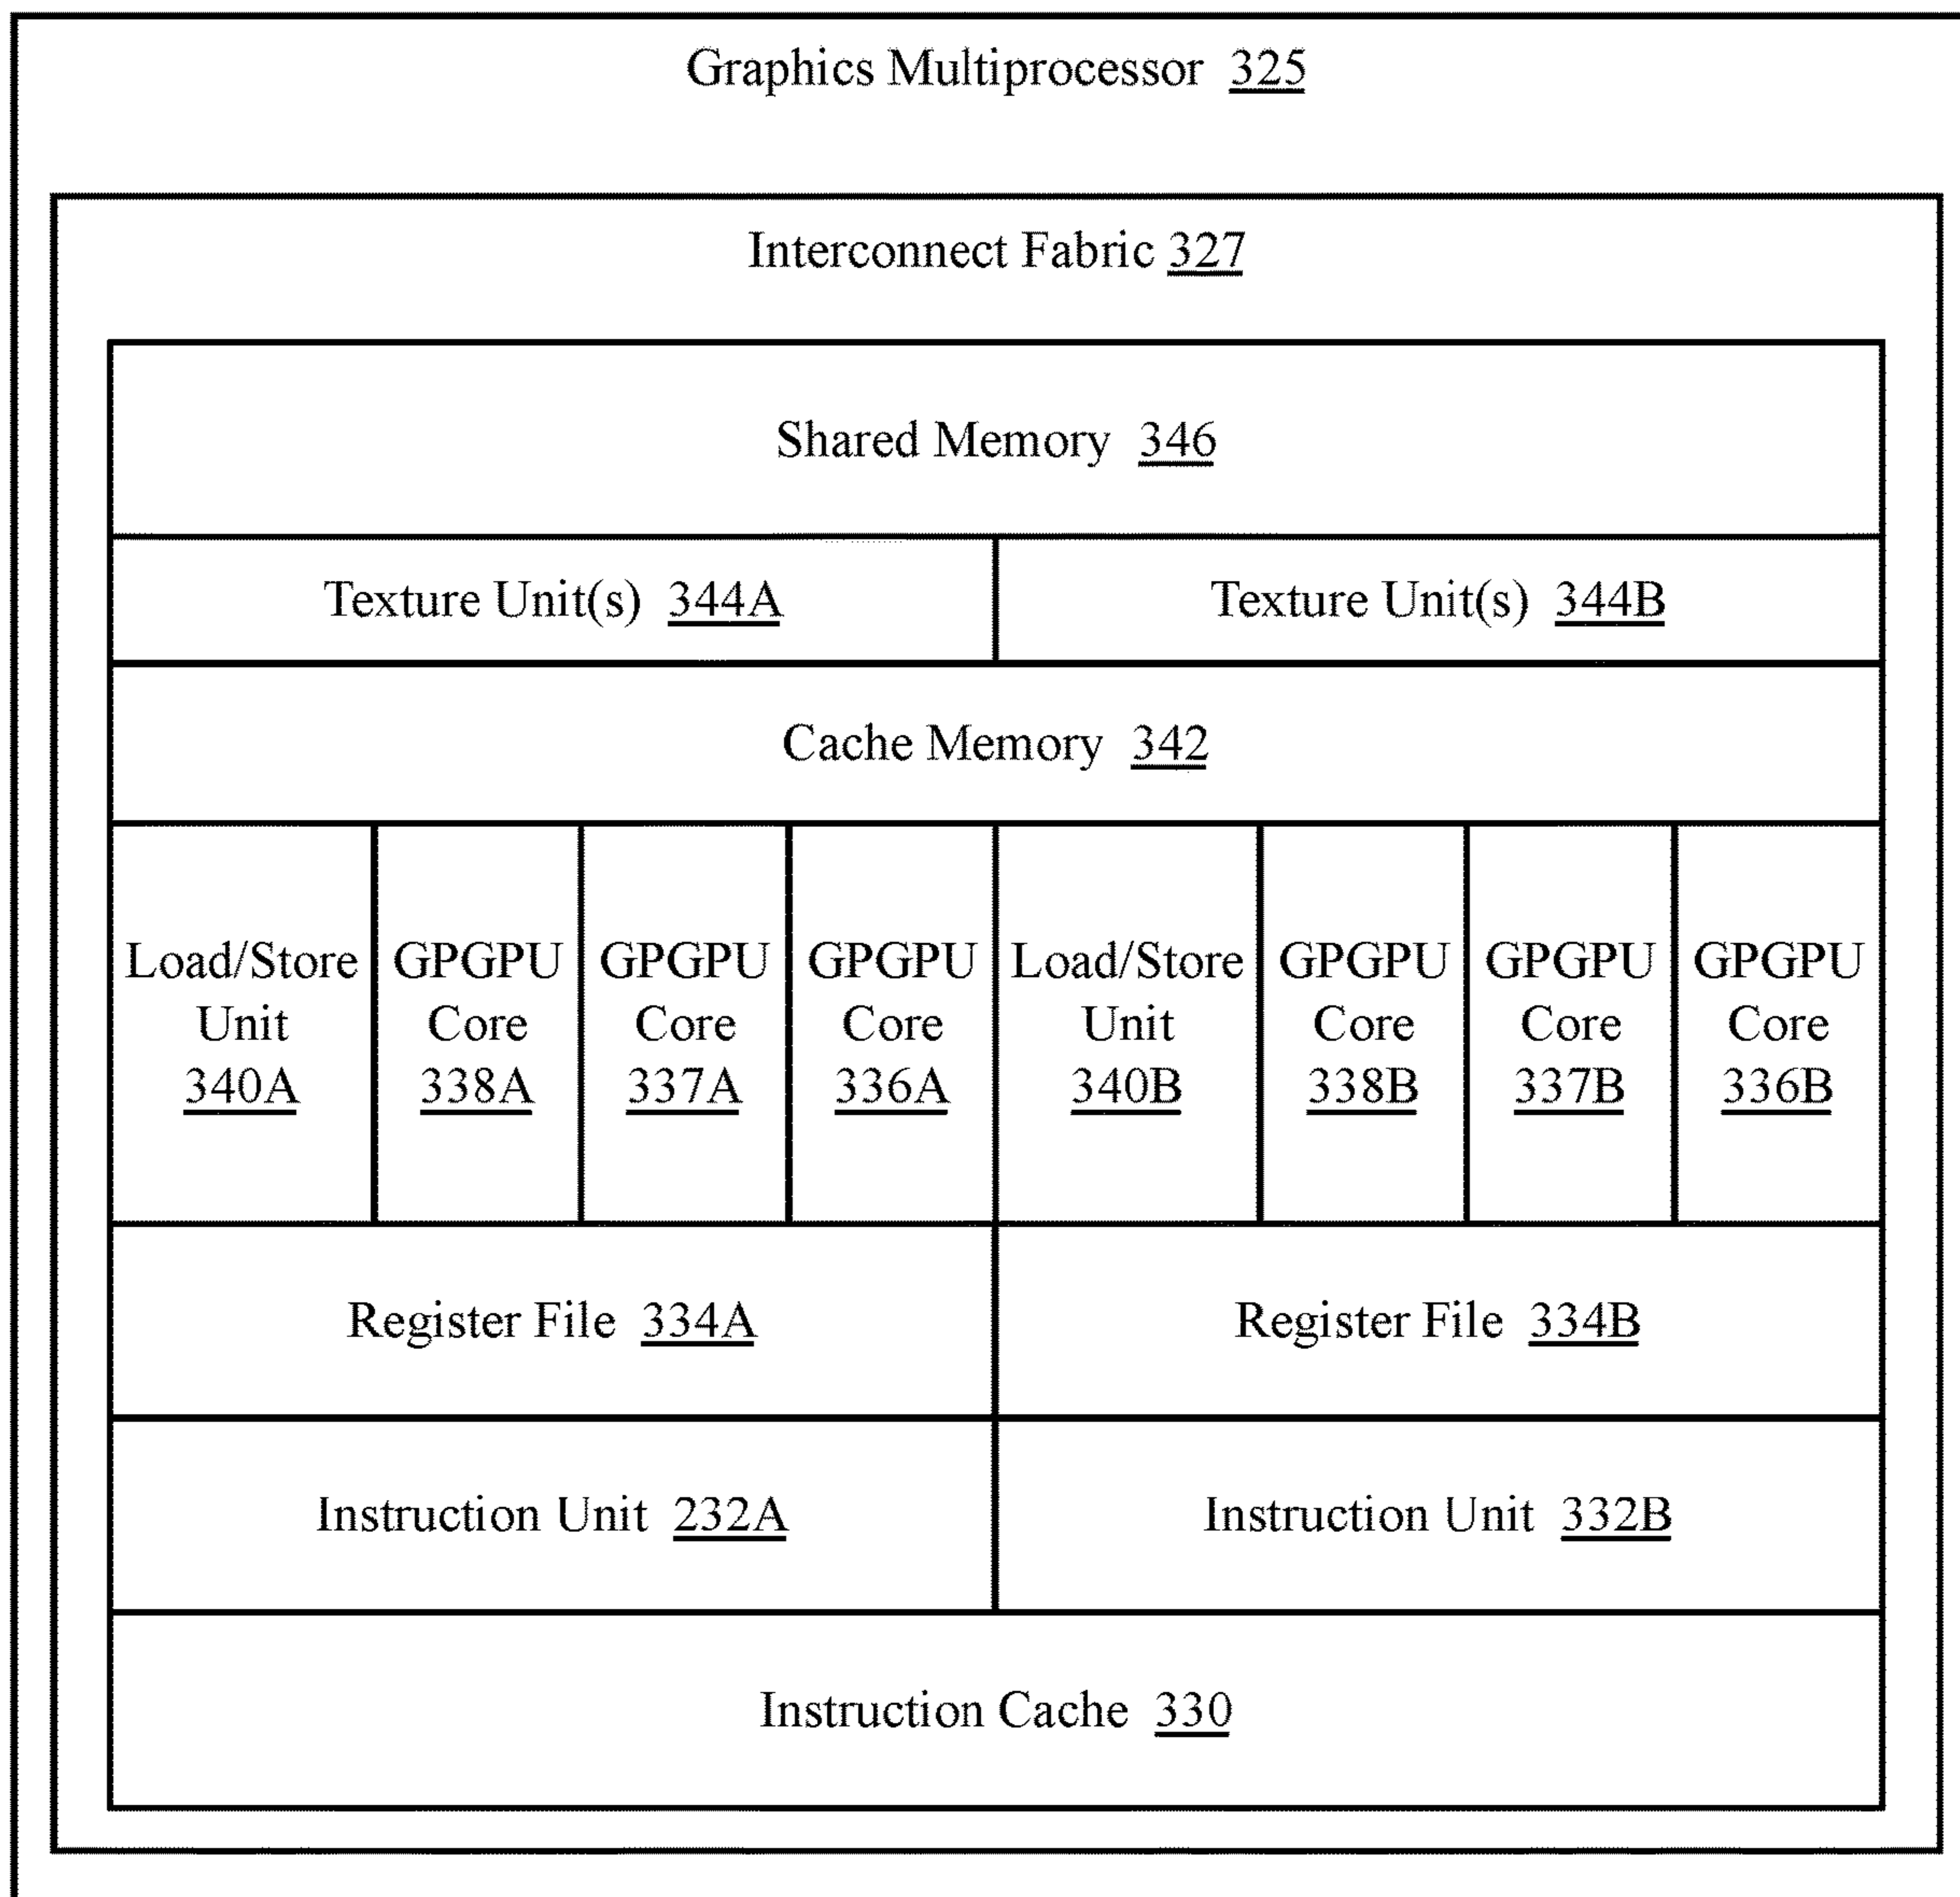 Graphics Multiprocessor 325
Interconnect Fabric 327
Shared Memory 346
Texture Unit(s) 344A
Texture Unit(s) 344B
Cache Memory 342
Load/Store
Unit
340A
GPGPU
Core
338A
GPGPU
Core
337A
GPGPU
Core
336A
Load/Store
Unit
340B
GPGPU
Core
338B
GPGPU
Core
337B
GPGPU
Core
336B
Register File 334A
Register File 334B
Instruction Unit 232A
Instruction Unit 332B
Instruction Cache 330